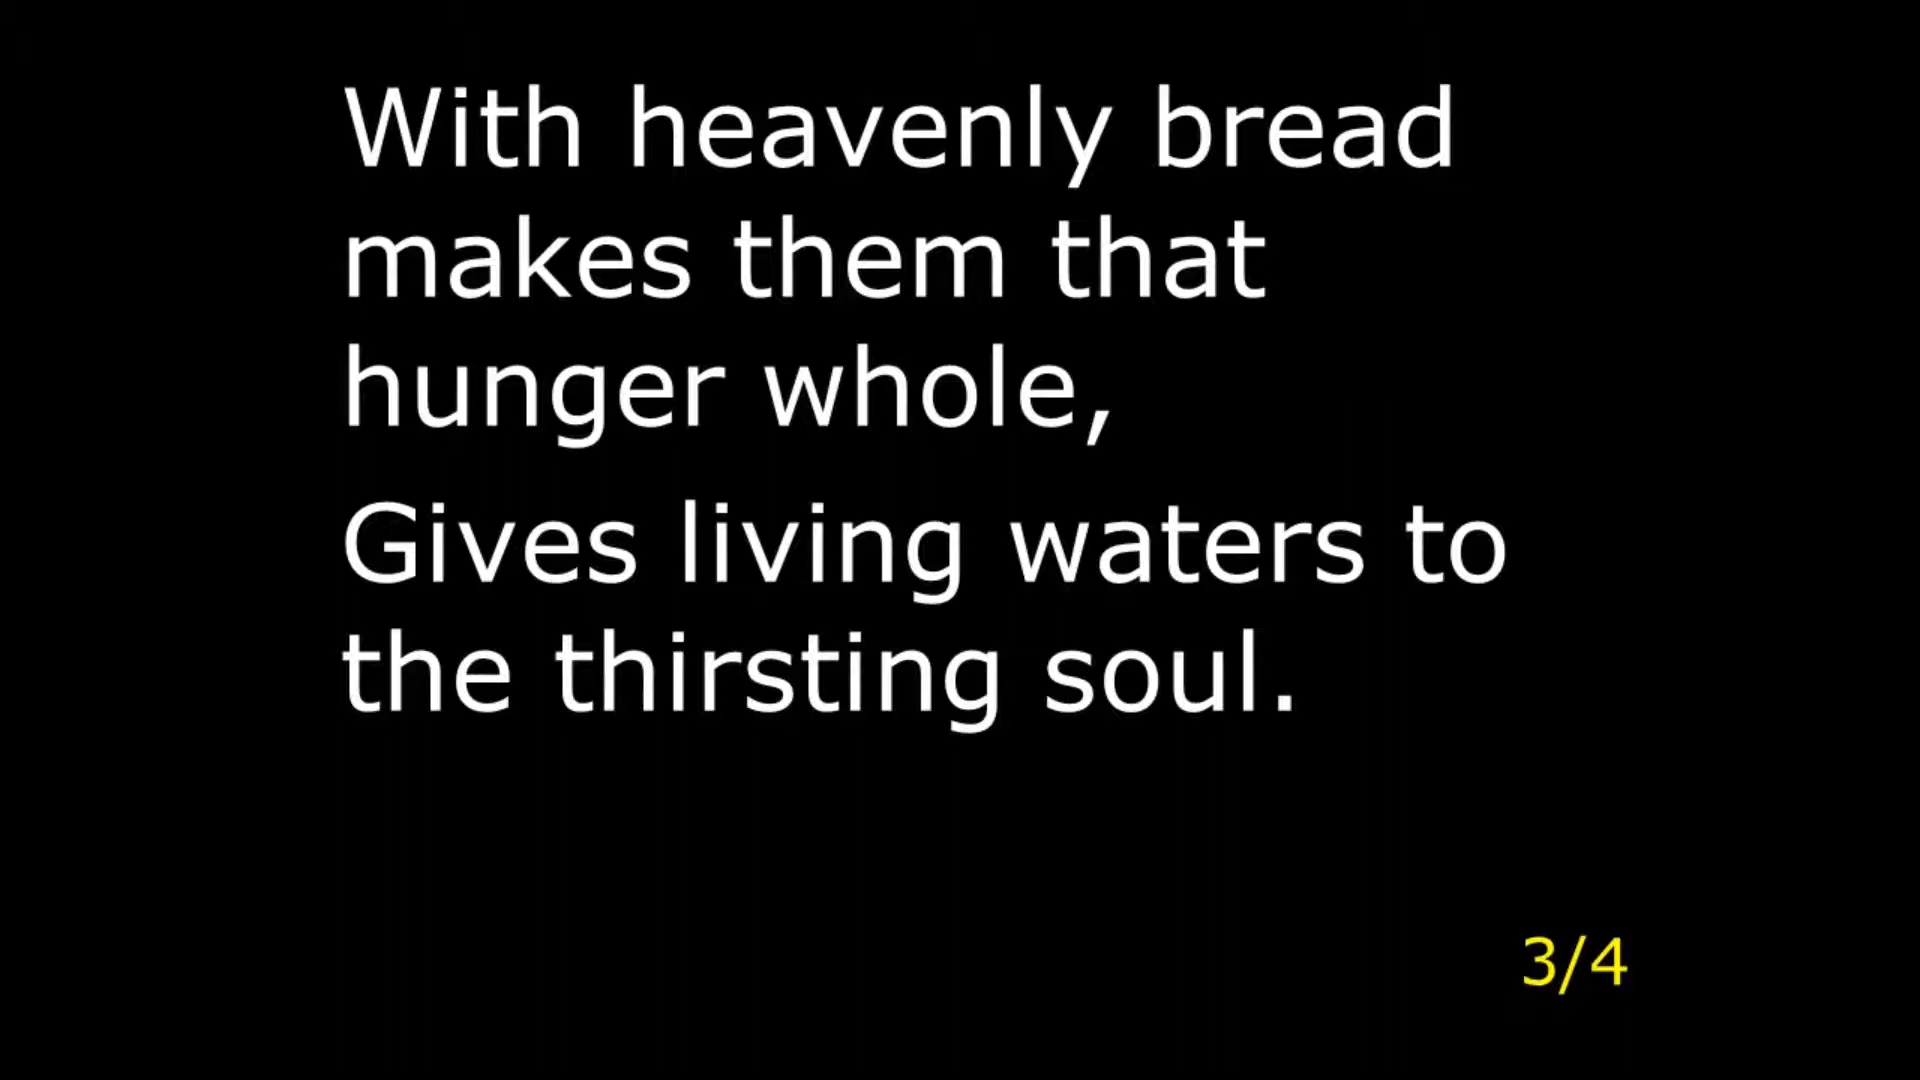 With heavenly bread
makes them that
hunger whole,
Gives living waters to
the thirsting soul.
3/4